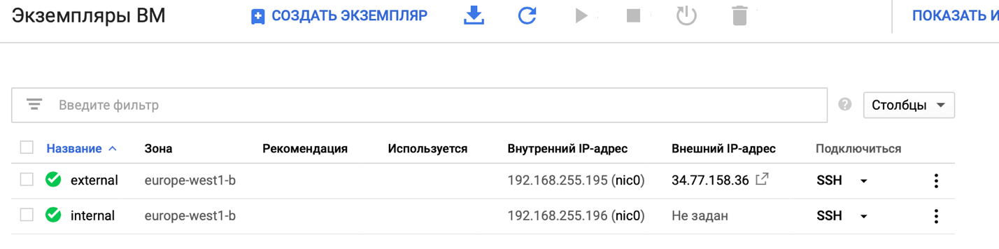 Экземпляры ВМ СОЗДАТЬ ЭКЗЕМПЛЯР ПОКАЗАТЬ И
Введите фильтр ? Столбцы
Название Зона Рекомендация Используется Внутренний IP-адрес Внешний IP-адрес Подключиться
external europe-west1-b 192.168.255.195 (nic0) 34.77.158.36 SSH
internal europe-west1-b 192.168.255.196 (nic0) Не задан SSH